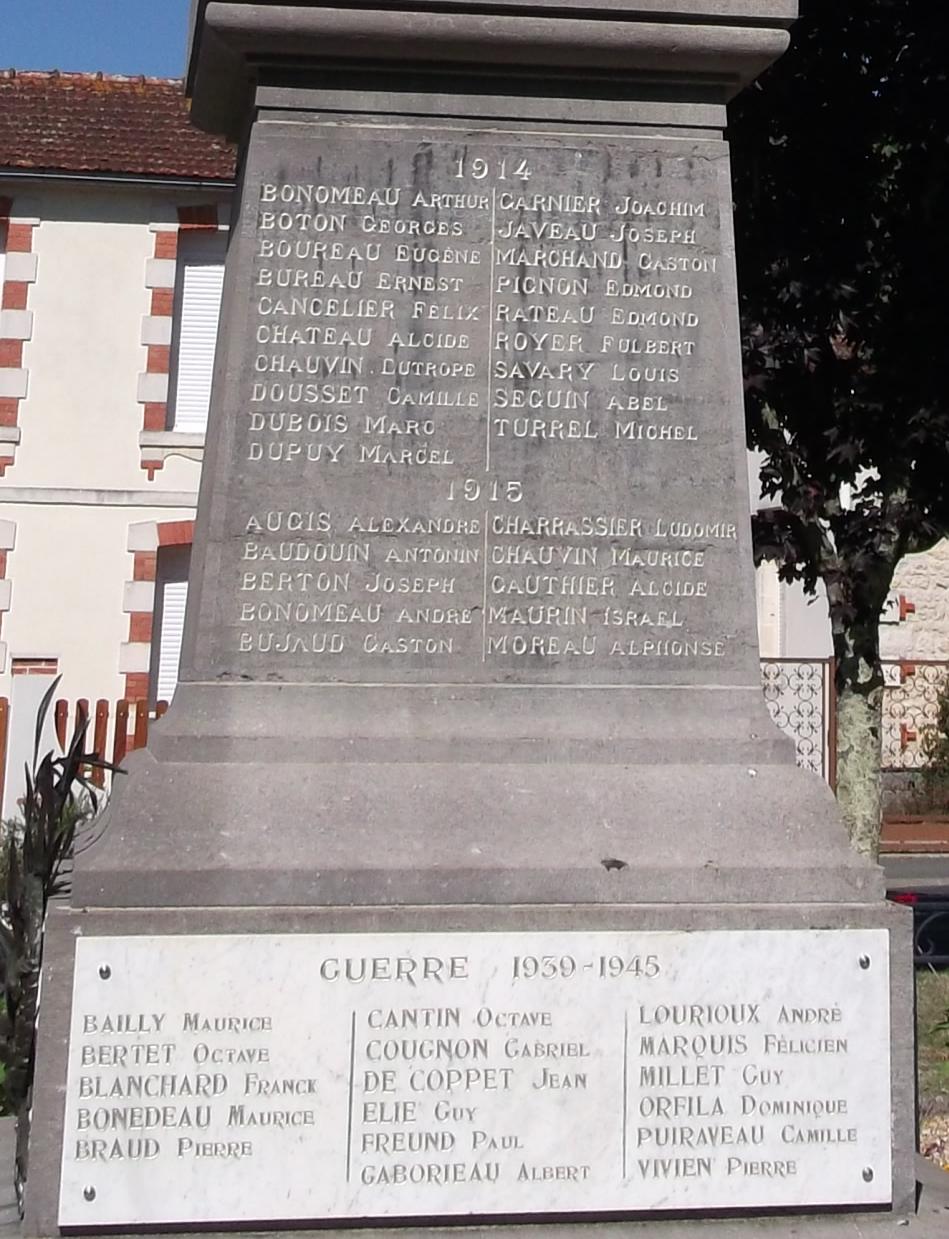 1914
BONOMEAU ARTHUR
BOTON GEORGES
BOUREAU EUGÈNE
BUREAU ERNEST
CANCELIER FÉLIX
CHATEAU ALCIDE
CHAUVIN EUTROPE
DOUSSET CAMILLE
DUBOIS MARC
DUPUY MARCEL
GARNIER JOACHIM
JAVEAU JOSEPH
MARCHAND GASTON
PIGNON EDMOND
RATEAU EDMOND
ROYER FULBERT
SAVARY LOUIS
SEGUIN ABEL
TURREL MICHEL
1915
AUGIS ALEXANDRE
BAUDOUIN ANTONIN
BERTON JOSEPH
BONOMEAU ANDRÉ
BUJAUD GASTON
CHARRASSIER LUDOMIR
CHAUVIN MAURICE
GAUTHIER ALCIDE
MAURIN ISRAEL
MOREAU ALPHONSE
GUERRE 1939-1945
BAILLY MAURICE
BERTET OCTAVE
BLANCHARD FRANCK
BONEDEAU MAURICE
BRAUD PIERRE
CANTIN OCTAVE
COUGNON GABRIEL
DE COPPET JEAN
ELIE GUY
FREUND PAUL
GABORIEAU ALBERT
LOURIOUX ANDRÉ
MARQUIS FÉLICIEN
MILLET GUY
ORFILA DOMINIQUE
PUIRAVEAU CAMILLE
VIVIEN PIERRE